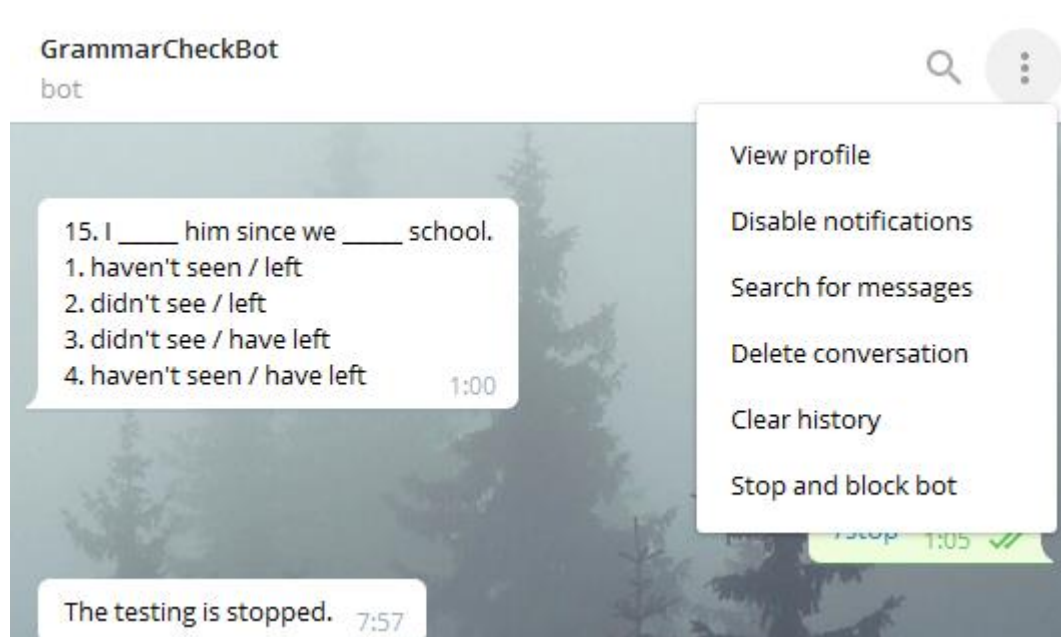 GrammarCheckBot
bot
15. I _____ him since we _____ school.
1. haven't seen / left
2. didn't see / left
3. didn't see / have left
4. haven't seen / have left
1:00
View profile
Disable notifications
Search for messages
Delete conversation
Clear history
Stop and block bot
/stop 1:05
The testing is stopped. 7:57